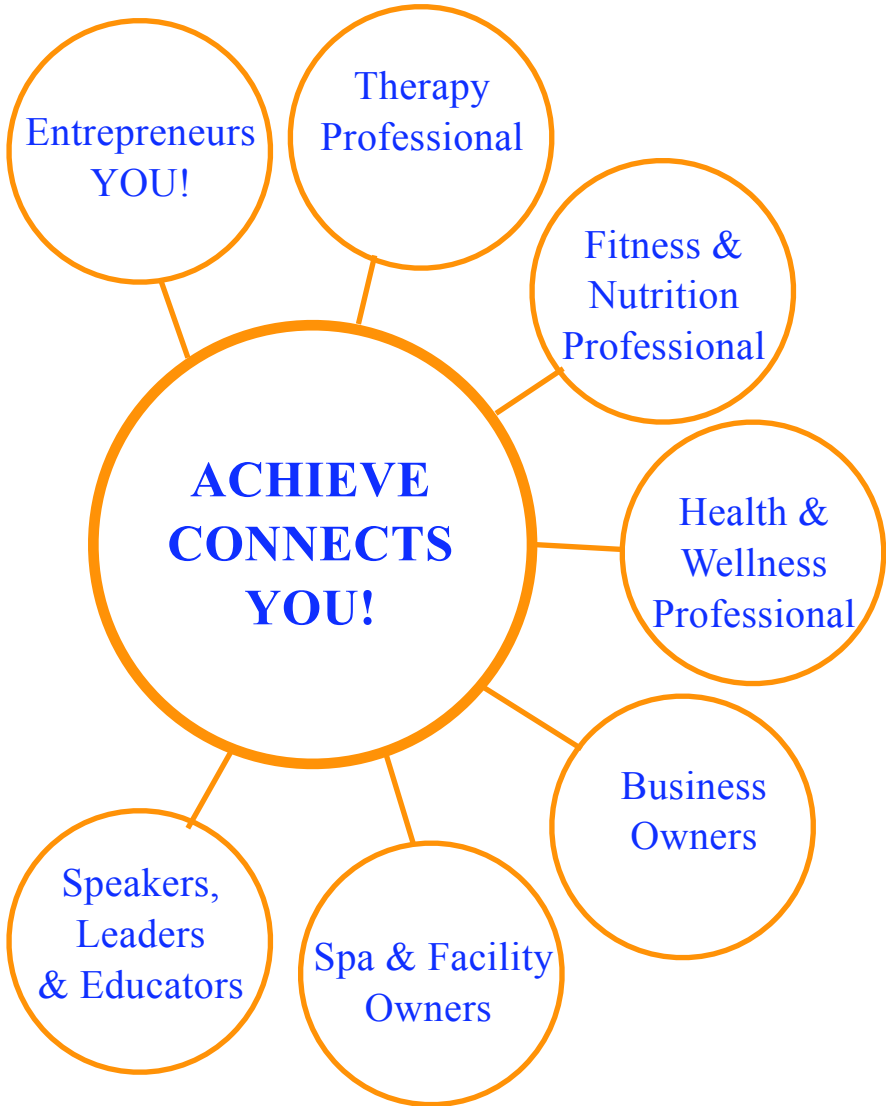 Entrepreneurs
YOU!
Therapy
Professional
Fitness &
Nutrition
Professional
ACHIEVE
CONNECTS
YOU!
Health &
Wellness
Professional
Business
Owners
Speakers,
Leaders
& Educators
Spa & Facility
Owners